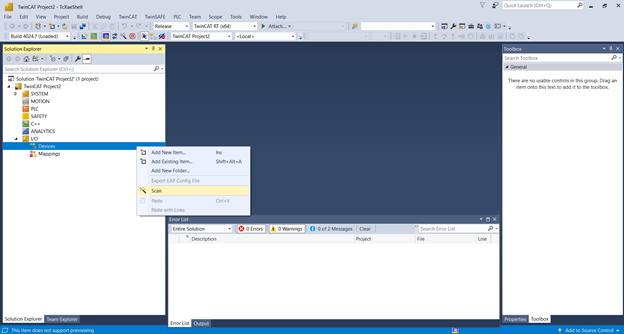 TwinCAT Project2 - TcXaeShell
Quick Launch (Ctrl+Q)
File Edit View Project Build Debug TwinCAT TwinSAFE PLC Team Scope Tools Window Help
Release TwinCAT RT (x64) Attach...
Build 4024.7 (Loaded) TwinCAT Project2 <Local>
Solution Explorer
Search Solution Explorer (Ctrl+;)
Solution 'TwinCAT Project2' (1 project)
TwinCAT Project2
SYSTEM
MOTION
PLC
SAFETY
C++
ANALYTICS
I/O
Devices
Mappings
Add New Item... Ins
Add Existing Item... Shift+Alt+A
Add New Folder...
Export EAP Config File
Scan
Paste Ctrl+V
Paste with Links
Toolbox
Search Toolbox
General
There are no usable controls in this group. Drag an
item onto this text to add it to the toolbox.
Error List
Entire Solution 0 Errors 0 Warnings 0 of 2 Messages Clear Search Error List
Description Project File Line
Solution Explorer Team Explorer
Error List Output
Properties Toolbox
This item does not support previewing
Add to Source Control